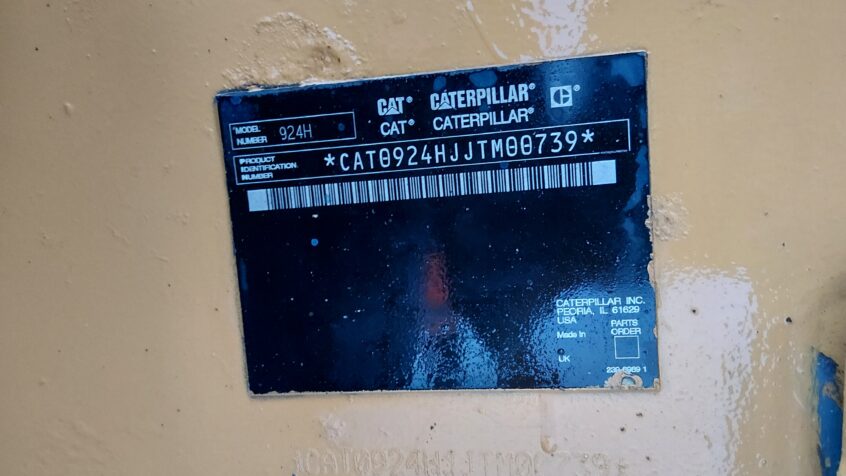 CAT® CATERPILLAR®
CAT® CATERPILLAR®
MODEL NUMBER 924H
PRODUCT IDENTIFICATION NUMBER *CAT0924HJJTM00739*
CATERPILLAR INC.
PEORIA, IL 61629
USA
PARTS ORDER
Made In
UK
CAT0924HJJTM00739